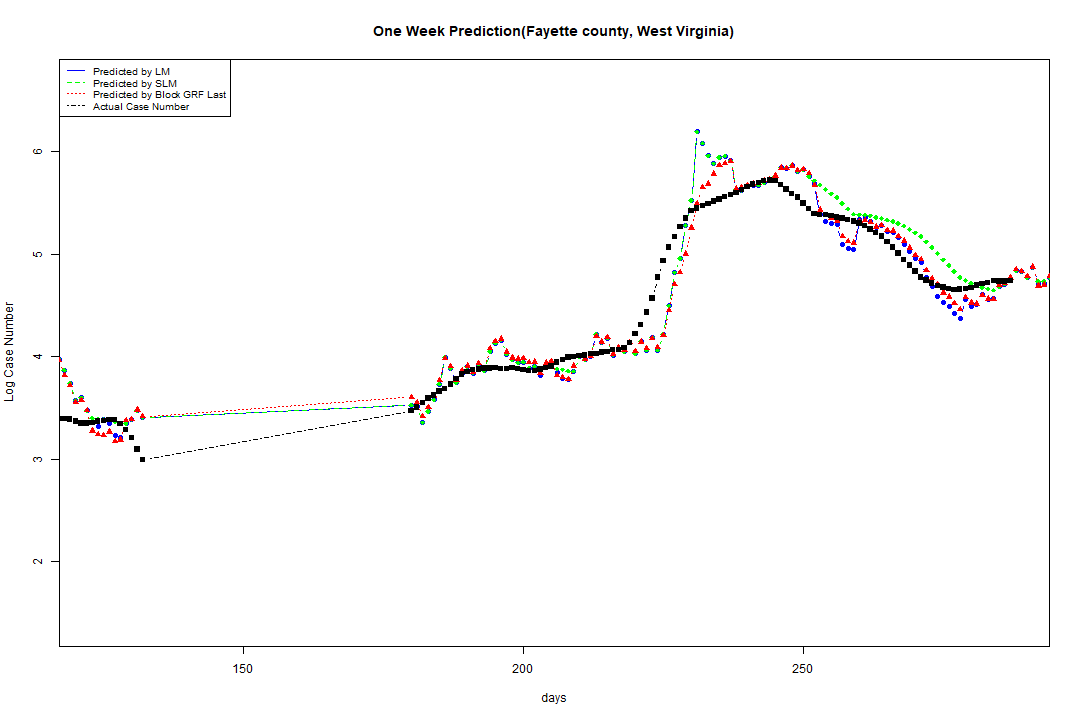 One Week Prediction(Fayette county, West Virginia)
Predicted by LM
Predicted by SLM
Predicted by Block GRF Last
Actual Case Number
6
5
4
3
2
Log Case Number
150
200
250
days